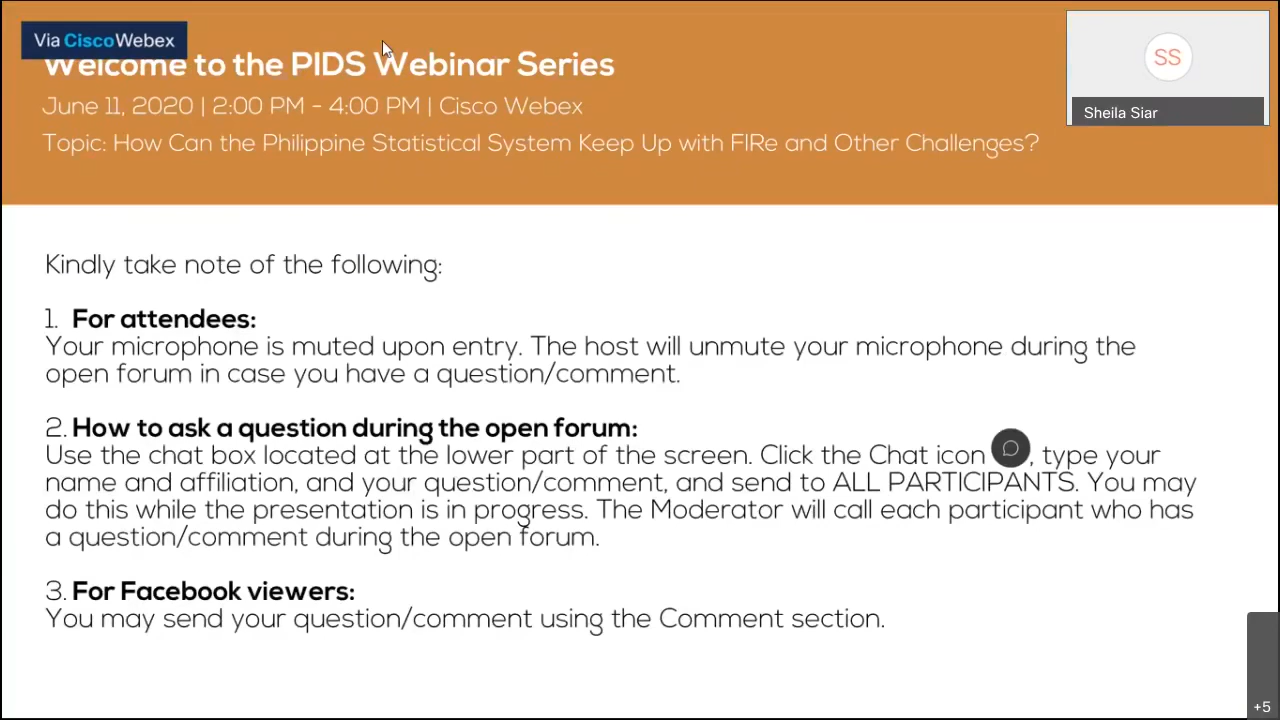 Via Cisco Webex
Welcome to the PIDS Webinar Series
June 11, 2020 | 2:00 PM - 4:00 PM | Cisco Webex
Topic: How Can the Philippine Statistical System Keep Up with FIRe and Other Challenges?
SS
Sheila Siar
Kindly take note of the following:
1. For attendees:
Your microphone is muted upon entry. The host will unmute your microphone during the
open forum in case you have a question/comment.
2. How to ask a question during the open forum:
Use the chat box located at the lower part of the screen. Click the Chat icon , type your
name and affiliation, and your question/comment, and send to ALL PARTICIPANTS. You may
do this while the presentation is in progress. The Moderator will call each participant who has
a question/comment during the open forum.
3. For Facebook viewers:
You may send your question/comment using the Comment section.
+5